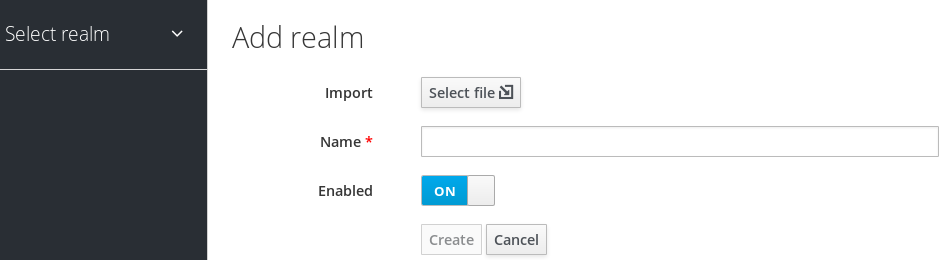 Select realm
Add realm
Import
Select file
Name *
Enabled
ON
Create
Cancel